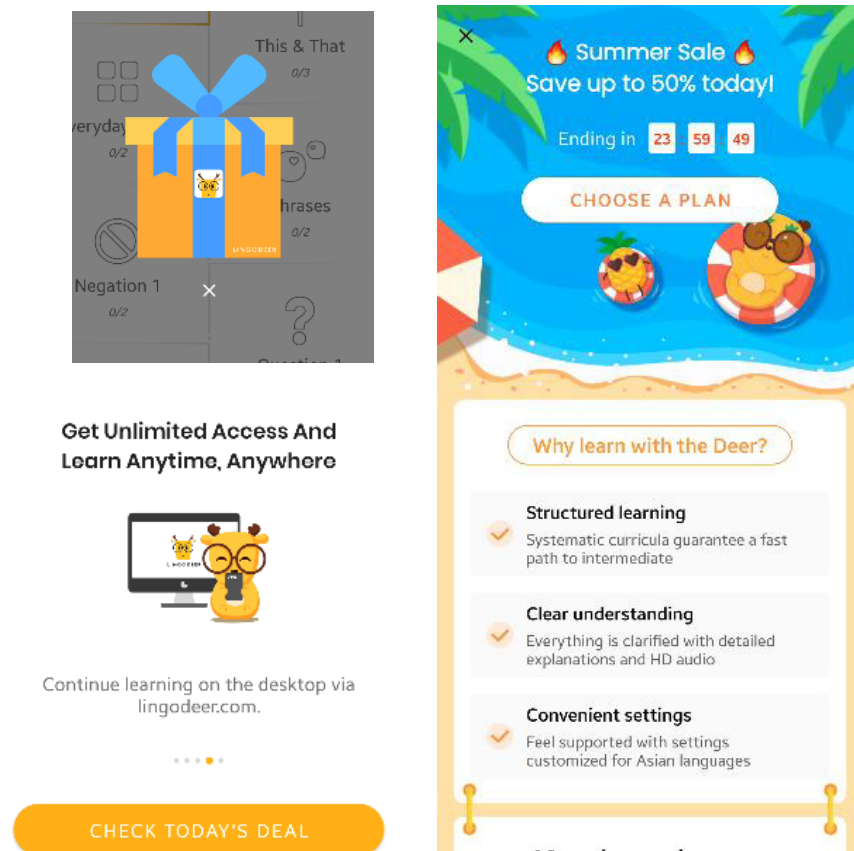 This & That
0/3
veryday
0/2
hrases
0/2
LINGODEER
Negation 1
0/2
Get Unlimited Access And
Learn Anytime, Anywhere
LINGODEER
Continue learning on the desktop via
lingodeer.com.
CHECK TODAY'S DEAL
Summer Sale
Save up to 50% today!
Ending in 23 : 59 : 49
CHOOSE A PLAN
Why learn with the Deer?
Structured learning
Systematic curricula guarantee a fast
path to intermediate
Clear understanding
Everything is clarified with detailed
explanations and HD audio
Convenient settings
Feel supported with settings
customized for Asian languages